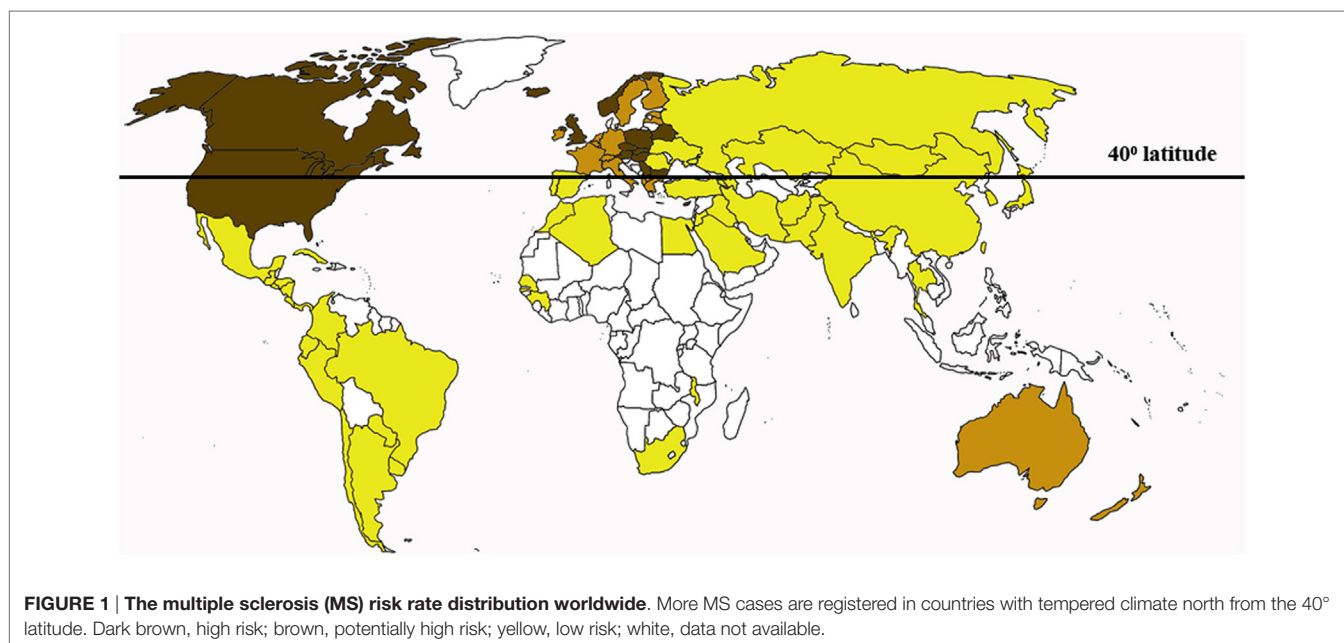 40⁰ latitude
FIGURE 1 | The multiple sclerosis (MS) risk rate distribution worldwide. More MS cases are registered in countries with tempered climate north from the 40°
latitude. Dark brown, high risk; brown, potentially high risk; yellow, low risk; white, data not available.